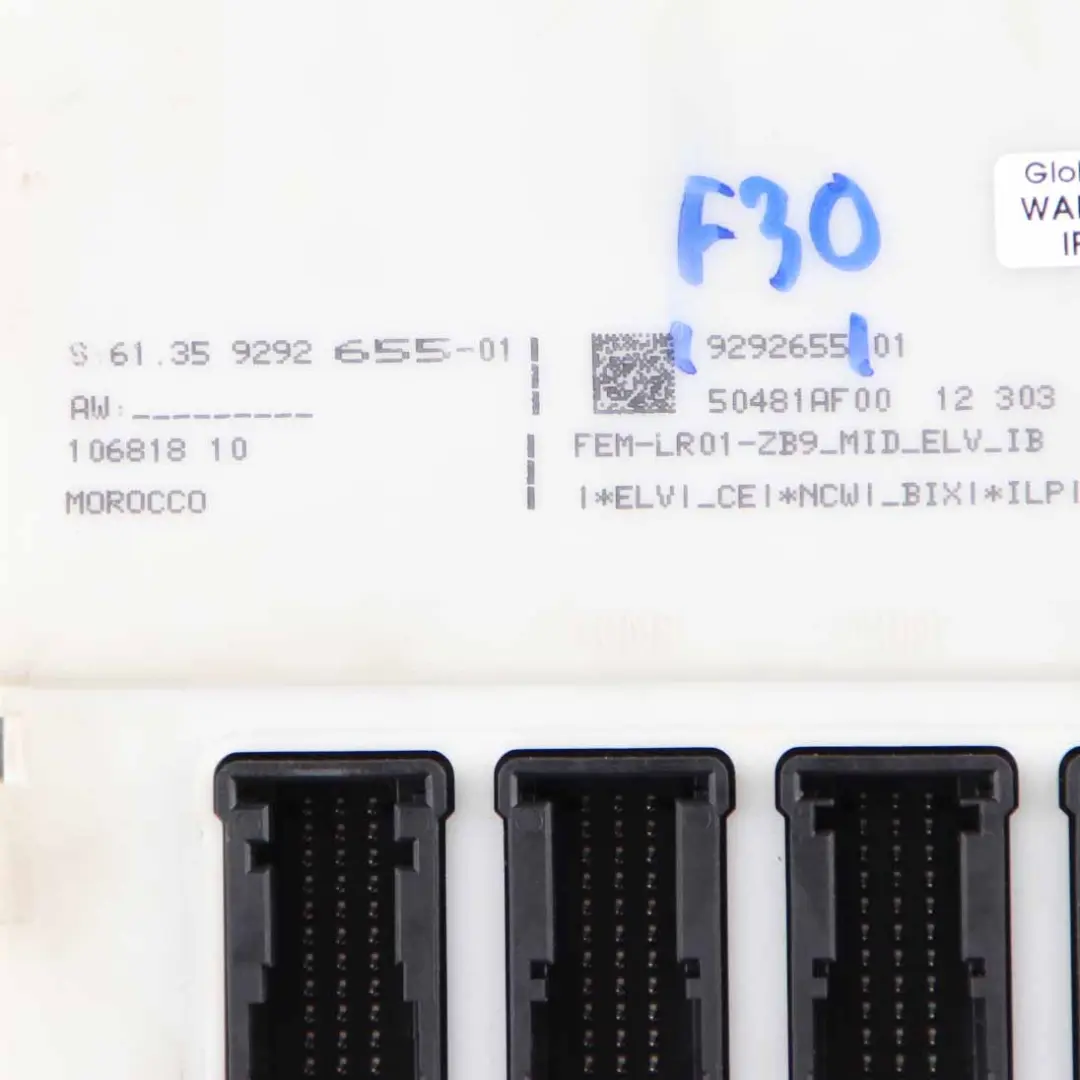 F30
Glo
WA
S:61.35 9292 655-01
AW:_________
106818 10
MOROCCO
9292655 01
50481AF00 12 303
FEM-LR01-ZB9_MID_ELV_IB
|*ELV|_CE|*NCW|_BIX|*ILP|